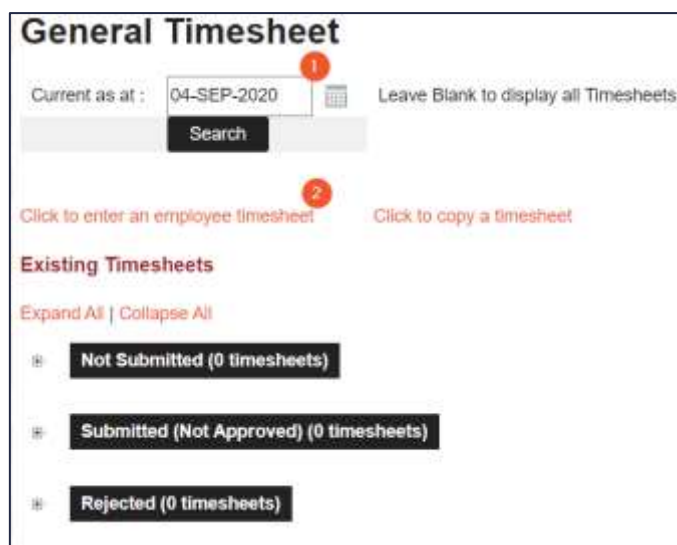 General Timesheet
1
Current as at : 04-SEP-2020 Leave Blank to display all Timesheets
Search
2
Click to enter an employee timesheet Click to copy a timesheet
Existing Timesheets
Expand All | Collapse All
Not Submitted (0 timesheets)
Submitted (Not Approved) (0 timesheets)
Rejected (0 timesheets)